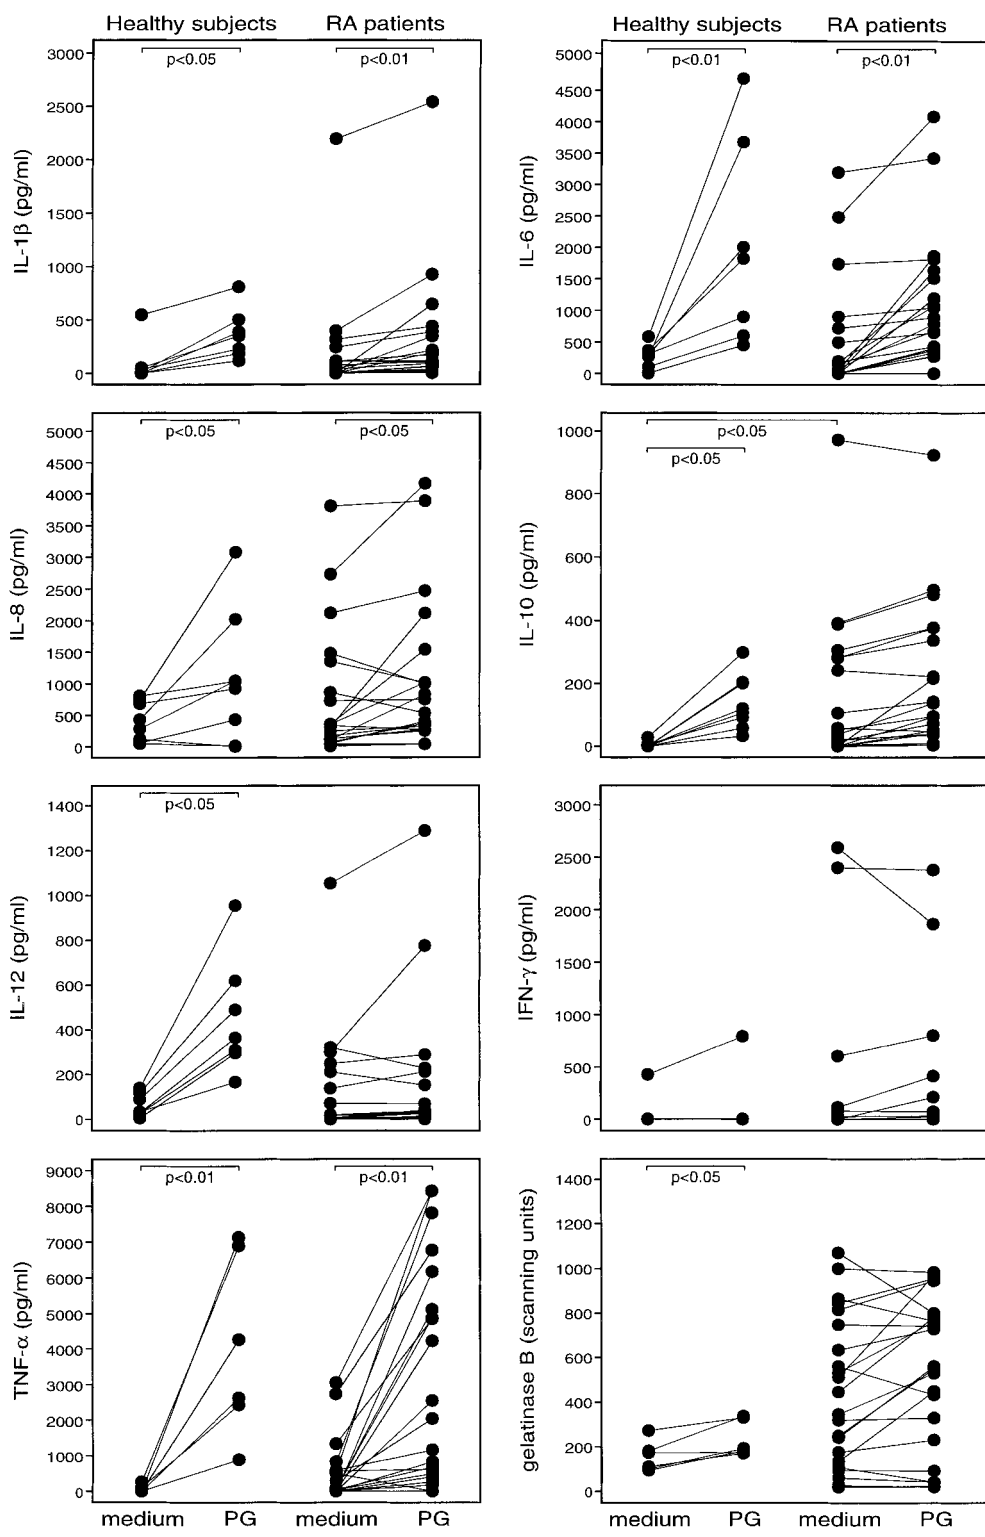 Healthy subjects RA patients
Healthy subjects RA patients
IL-1β (pg/ml)
3000
2500
2000
1500
1000
500
0
p<0.05
p<0.01
IL-6 (pg/ml)
5000
4500
4000
3500
3000
2500
2000
1500
1000
500
0
p<0.01
p<0.01
IL-8 (pg/ml)
5000
4500
4000
3500
3000
2500
2000
1500
1000
500
0
p<0.05
p<0.05
IL-10 (pg/ml)
1000
800
600
400
200
0
p<0.05
p<0.05
IL-12 (pg/ml)
1400
1200
1000
800
600
400
200
0
p<0.05
IFN-γ (pg/ml)
3000
2500
2000
1500
1000
500
0
TNF-α (pg/ml)
9000
8000
7000
6000
5000
4000
3000
2000
1000
0
p<0.01
p<0.01
medium PG medium PG
gelatinase B (scanning units)
1400
1200
1000
800
600
400
200
0
p<0.05
medium PG medium PG